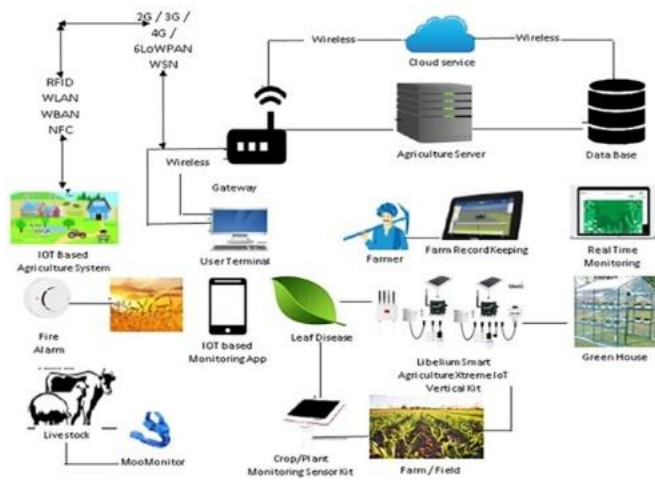 2G / 3G /
4G /
6LoWPAN
WSN
Wireless
Wireless
Cloud service
RFID
WLAN
WBAN
NFC
Wireless
Gateway
Agriculture Server
Data Base
IOT Based
Agriculture System
User Terminal
Farmer
Farm Record Keeping
Real Time
Monitoring
Fire
Alarm
IOT based
Monitoring App
Leaf Disease
Libelium Smart
Agriculture Xtreme IoT
Vertical Kit
Green House
Livestock
MooMonitor
Crop/Plant
Monitoring Sensor Kit
Farm / Field